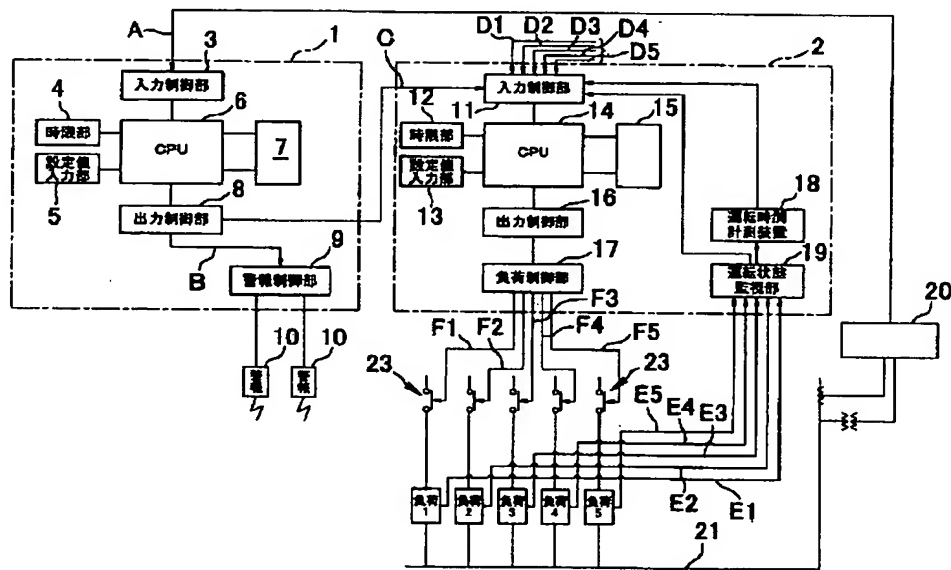 A
1
C
D1
D2
D3
D4
D5
2
3
入力制御部
6
4
時限部
CPU
7
設定値
入力部
5
8
出力制御部
B
9
警報制御部
10
10
警報
警報
入力制御部
11
12
14
15
時限部
CPU
設定値
入力部
13
16
出力制御部
17
負荷制御部
18
運転時間
計測装置
19
運転状態
監視部
20
F1
F2
F3
F4
F5
23
23
E5
E4
E3
E2
E1
負荷
1
負荷
2
負荷
3
負荷
4
負荷
5
21